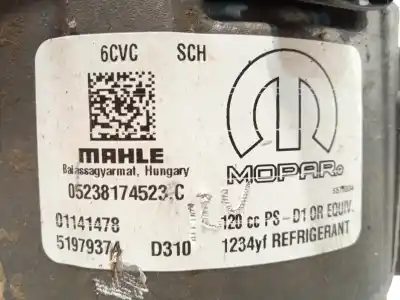 6CVC SCH
MAHLE
Balassagyarmat, Hungary
05238174523.C
01141478
51979374 D310
MOPAR
120 cc PS-D1 OR EQUIV.
1234yf REFRIGERANT